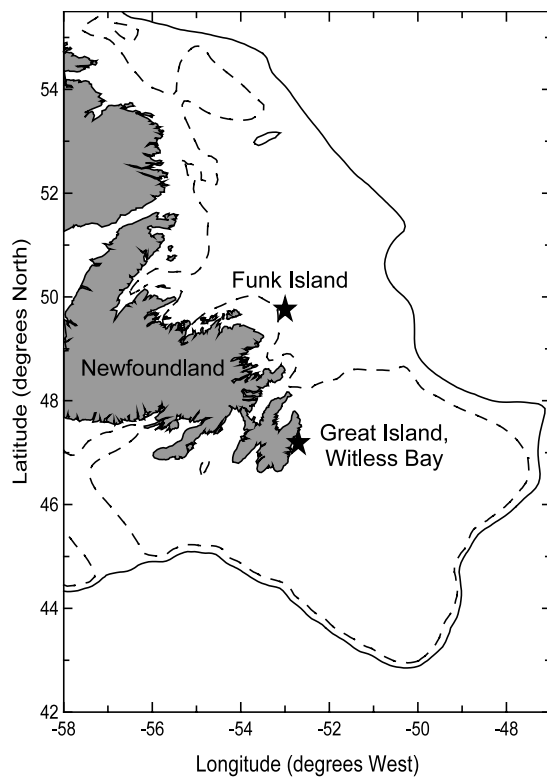 54
52
50
48
46
44
42
Latitude (degrees North)
Funk Island
Newfoundland
Great Island,
Witless Bay
-58
-56
-54
-52
-50
-48
Longitude (degrees West)